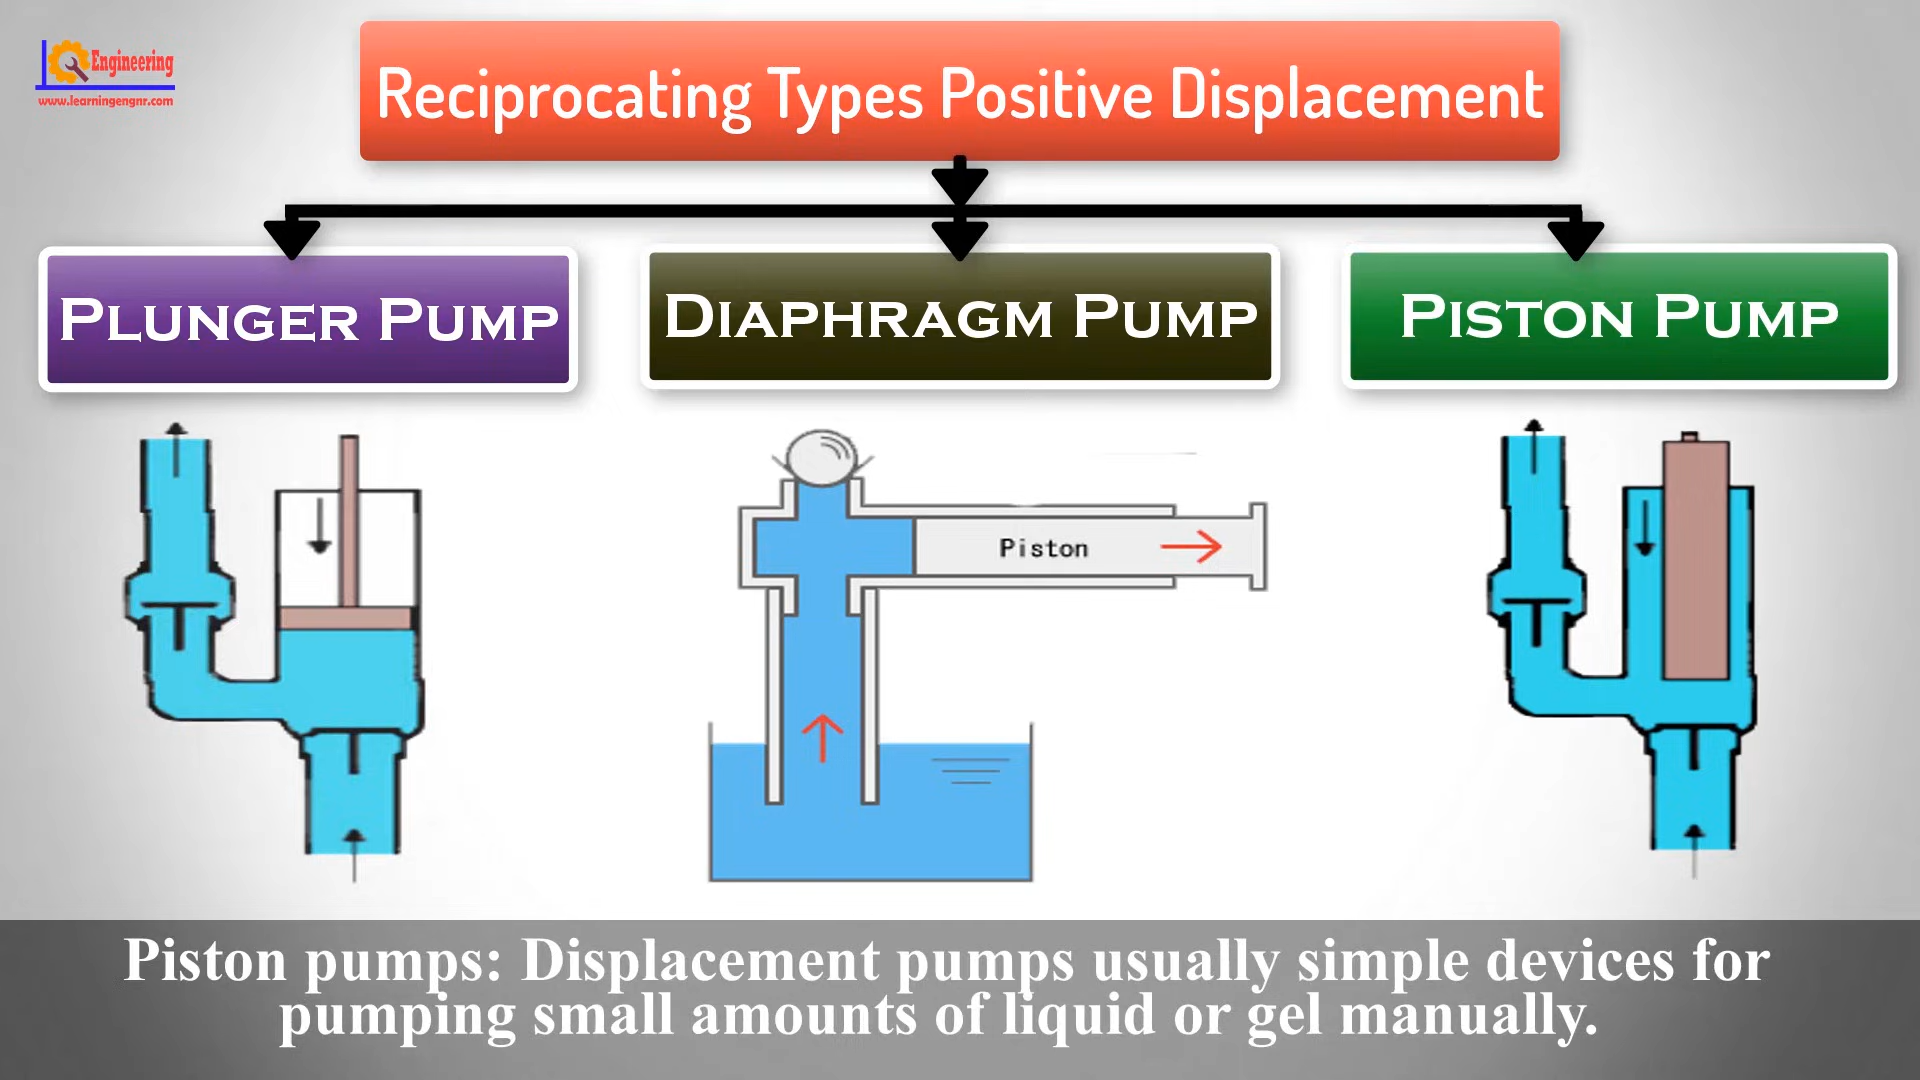 Engineering
www.learningengnr.com
Reciprocating Types Positive Displacement
Plunger Pump
Diaphragm Pump
Piston Pump
Piston
Piston pumps: Displacement pumps usually simple devices for
pumping small amounts of liquid or gel manually.